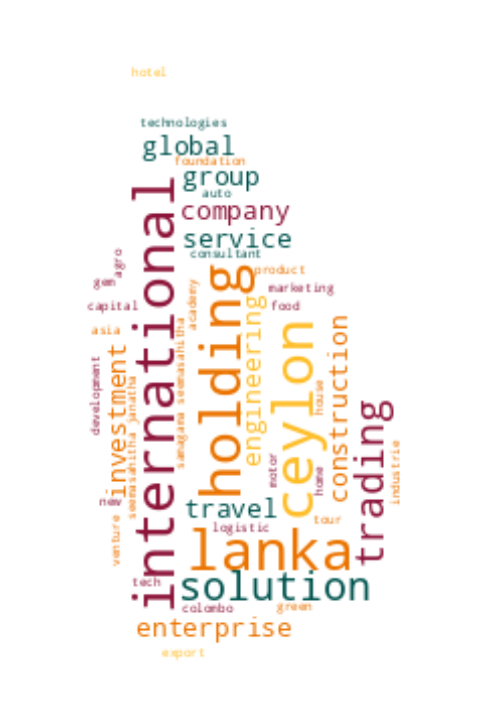 hotel
technologies
global
foundation
group
auto
company
service
consultant
international
agro
gem
capital
asia
development
investment
seemasahitha janatha
samagama seemasahitha
academy
holding
product
marketing
food
engineering
ceylon
house
construction
trading
industrie
motor
home
new
venture
travel
logistic
tour
lanka
tech
solution
colombo
green
enterprise
export